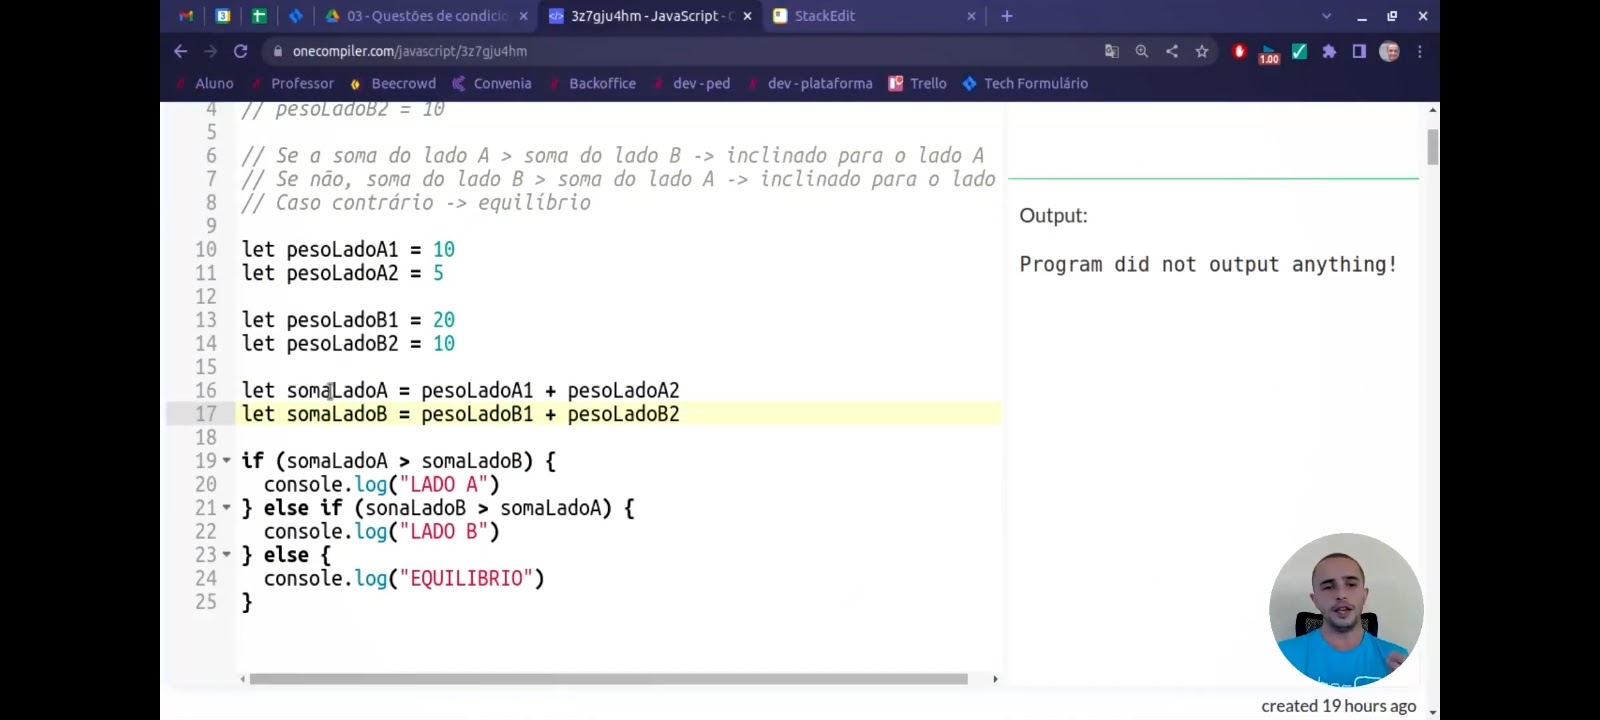 03 - Questões de condicio
3z7gju4hm - JavaScript -
StackEdit
onecompiler.com/javascript/3z7gju4hm
1.00
Aluno
Professor
Beecrowd
Convenia
Backoffice
dev - ped
dev - plataforma
Trello
Tech Formulário
4 // pesoLadoB2 = 10
5
6 // Se a soma do lado A > soma do lado B -> inclinado para o lado A
7 // Se não, soma do lado B > soma do lado A -> inclinado para o lado
8 // Caso contrário -> equilíbrio
9
10 let pesoLadoA1 = 10
11 let pesoLadoA2 = 5
12
13 let pesoLadoB1 = 20
14 let pesoLadoB2 = 10
15
16 let somaLadoA = pesoLadoA1 + pesoLadoA2
17 let somaLadoB = pesoLadoB1 + pesoLadoB2
18
19 if (somaLadoA > somaLadoB) {
20 console.log("LADO A")
21 } else if (sonaLadoB > somaLadoA) {
22 console.log("LADO B")
23 } else {
24 console.log("EQUILIBRIO")
25 }
Output:
Program did not output anything!
created 19 hours ago